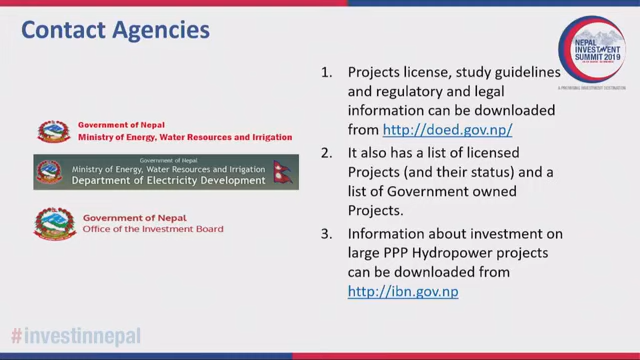 Contact Agencies
NEPAL
INVESTMENT
SUMMIT 2019
Government of Nepal
Ministry of Energy, Water Resources and Irrigation
Government of Nepal
Ministry of Energy, Water Resources and Irrigation
Department of Electricity Development
Government of Nepal
Office of the Investment Board
1. Projects license, study guidelines
and regulatory and legal
information can be downloaded
from http://doed.gov.np/
2. It also has a list of licensed
Projects (and their status) and a
list of Government owned
Projects.
3. Information about investment on
large PPP Hydropower projects
can be downloaded from
http://ibn.gov.np
#investinnepal